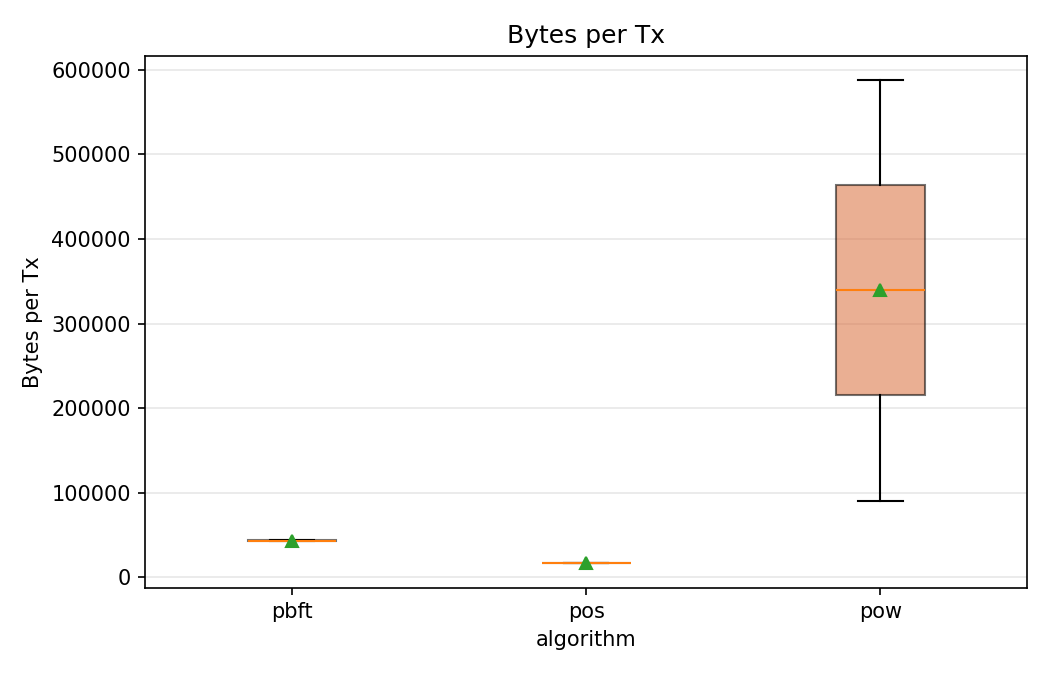 Bytes per Tx
600000
500000
400000
300000
200000
100000
0
Bytes per Tx
pbft pos pow
algorithm